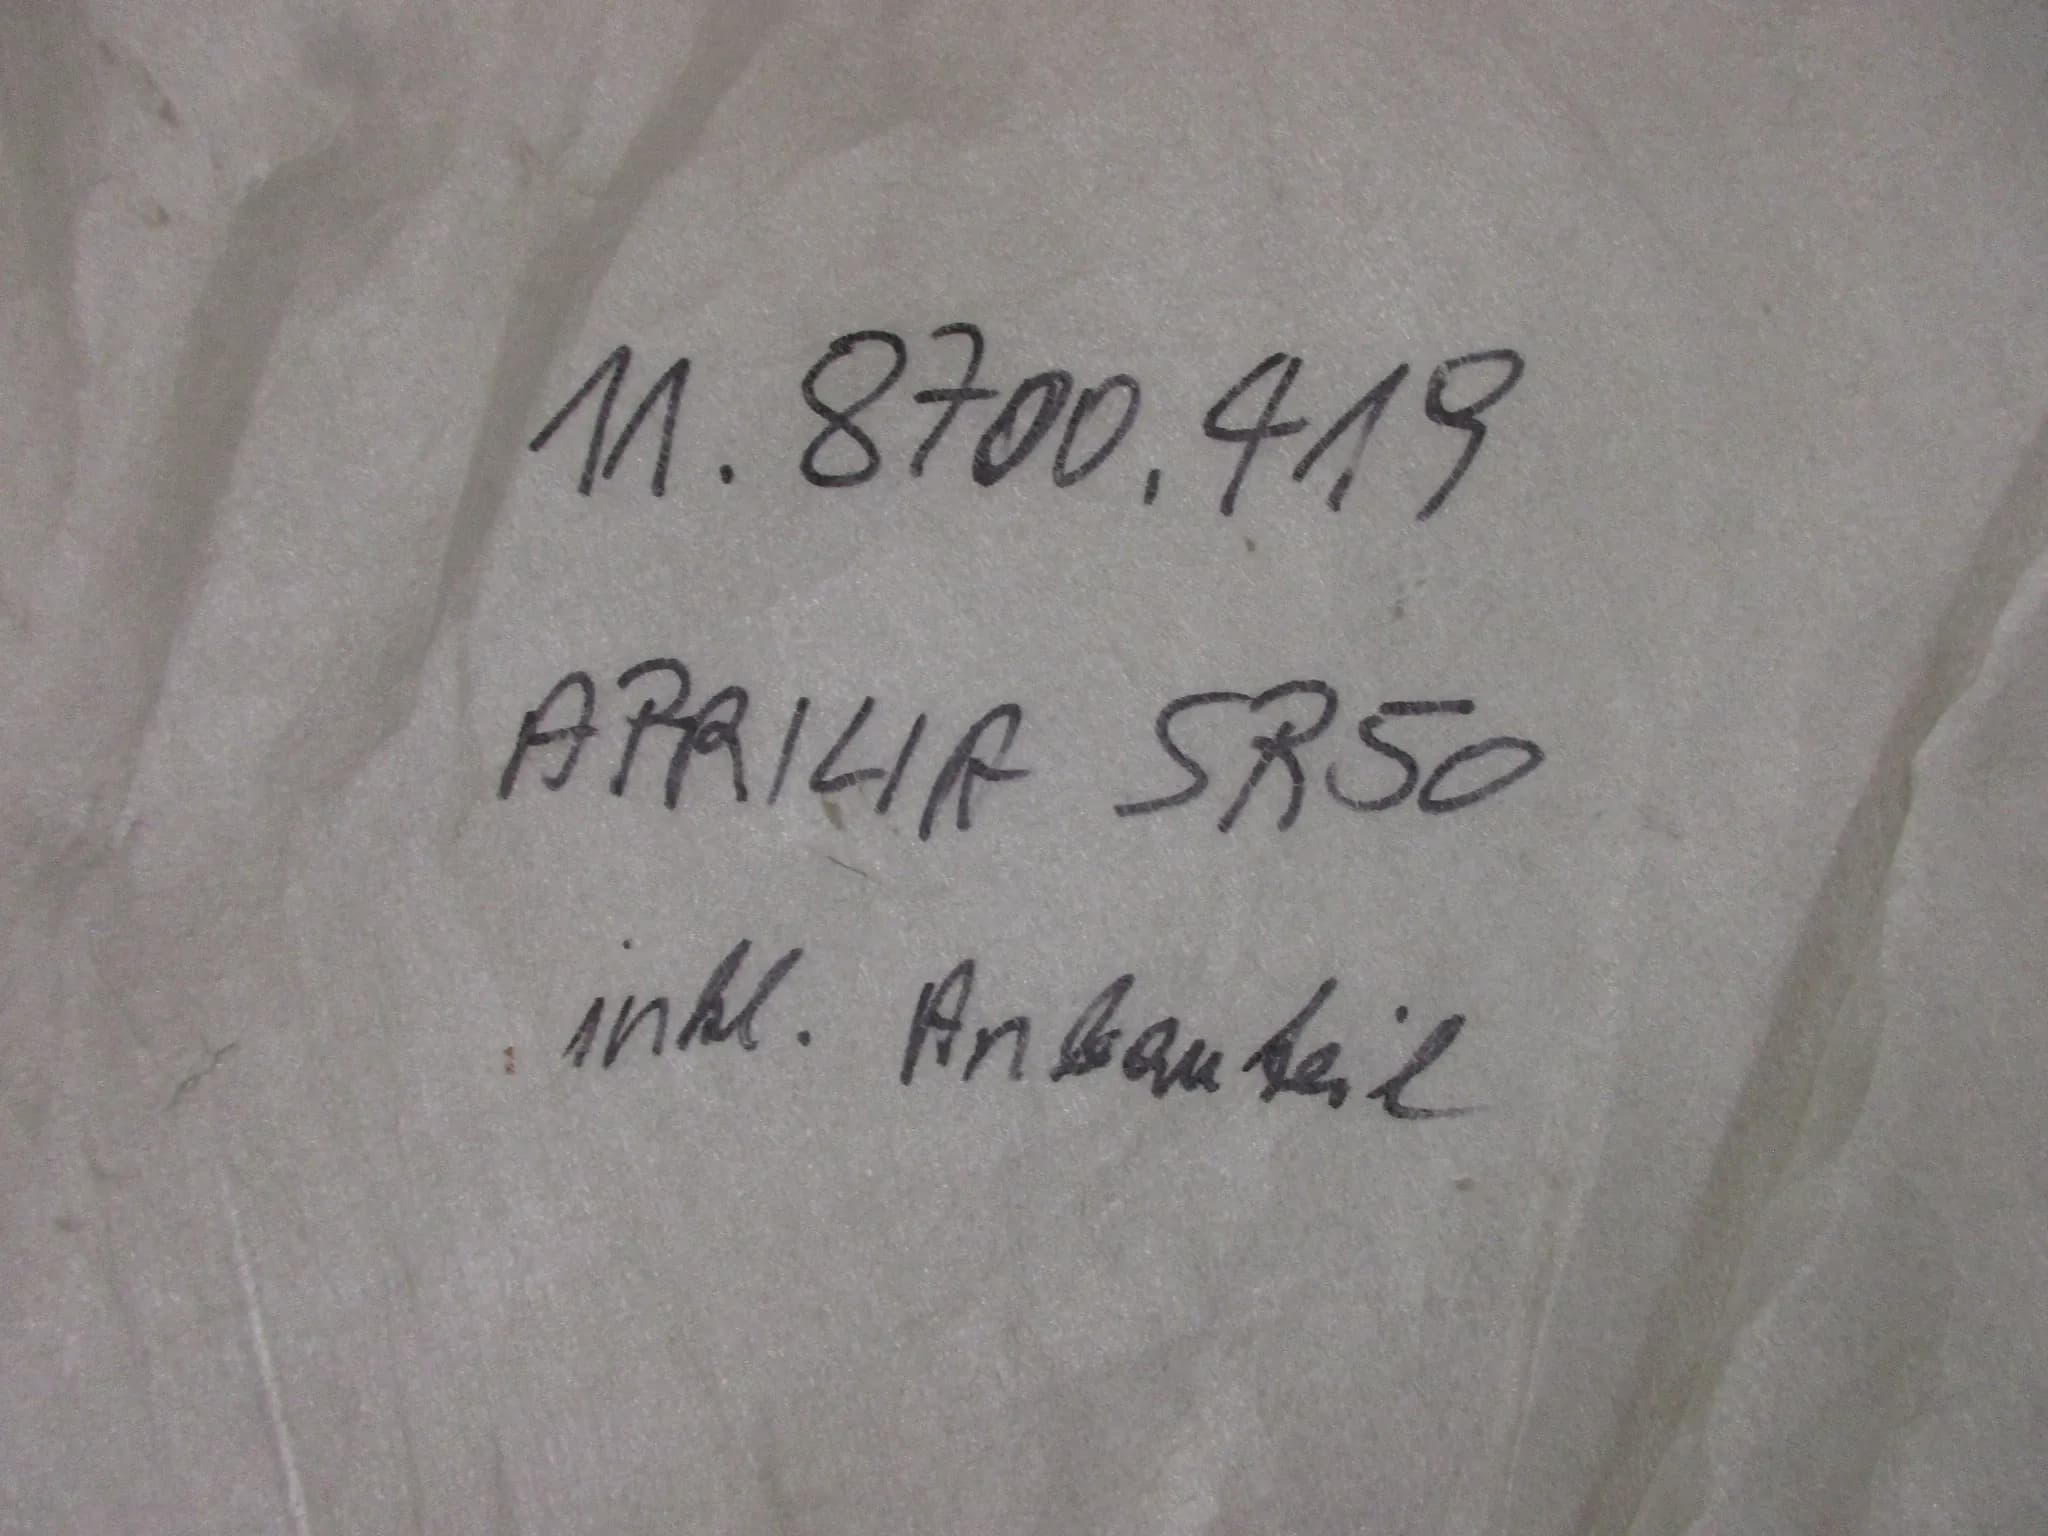 11.8700.419
APRILIA SR50
inkl. Anbauteil